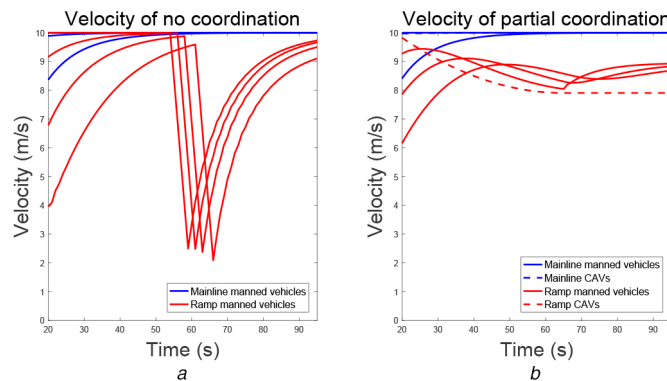 Velocity of no coordination
Velocity (m/s)
10
9
8
7
6
5
4
3
2
1
0
Mainline manned vehicles
Ramp manned vehicles
20 30 40 50 60 70 80 90
Time (s)
a
Velocity of partial coordination
Velocity (m/s)
10
9
8
7
6
5
4
3
2
1
0
Mainline manned vehicles
Mainline CAVs
Ramp manned vehicles
Ramp CAVs
20 30 40 50 60 70 80 90
Time (s)
b